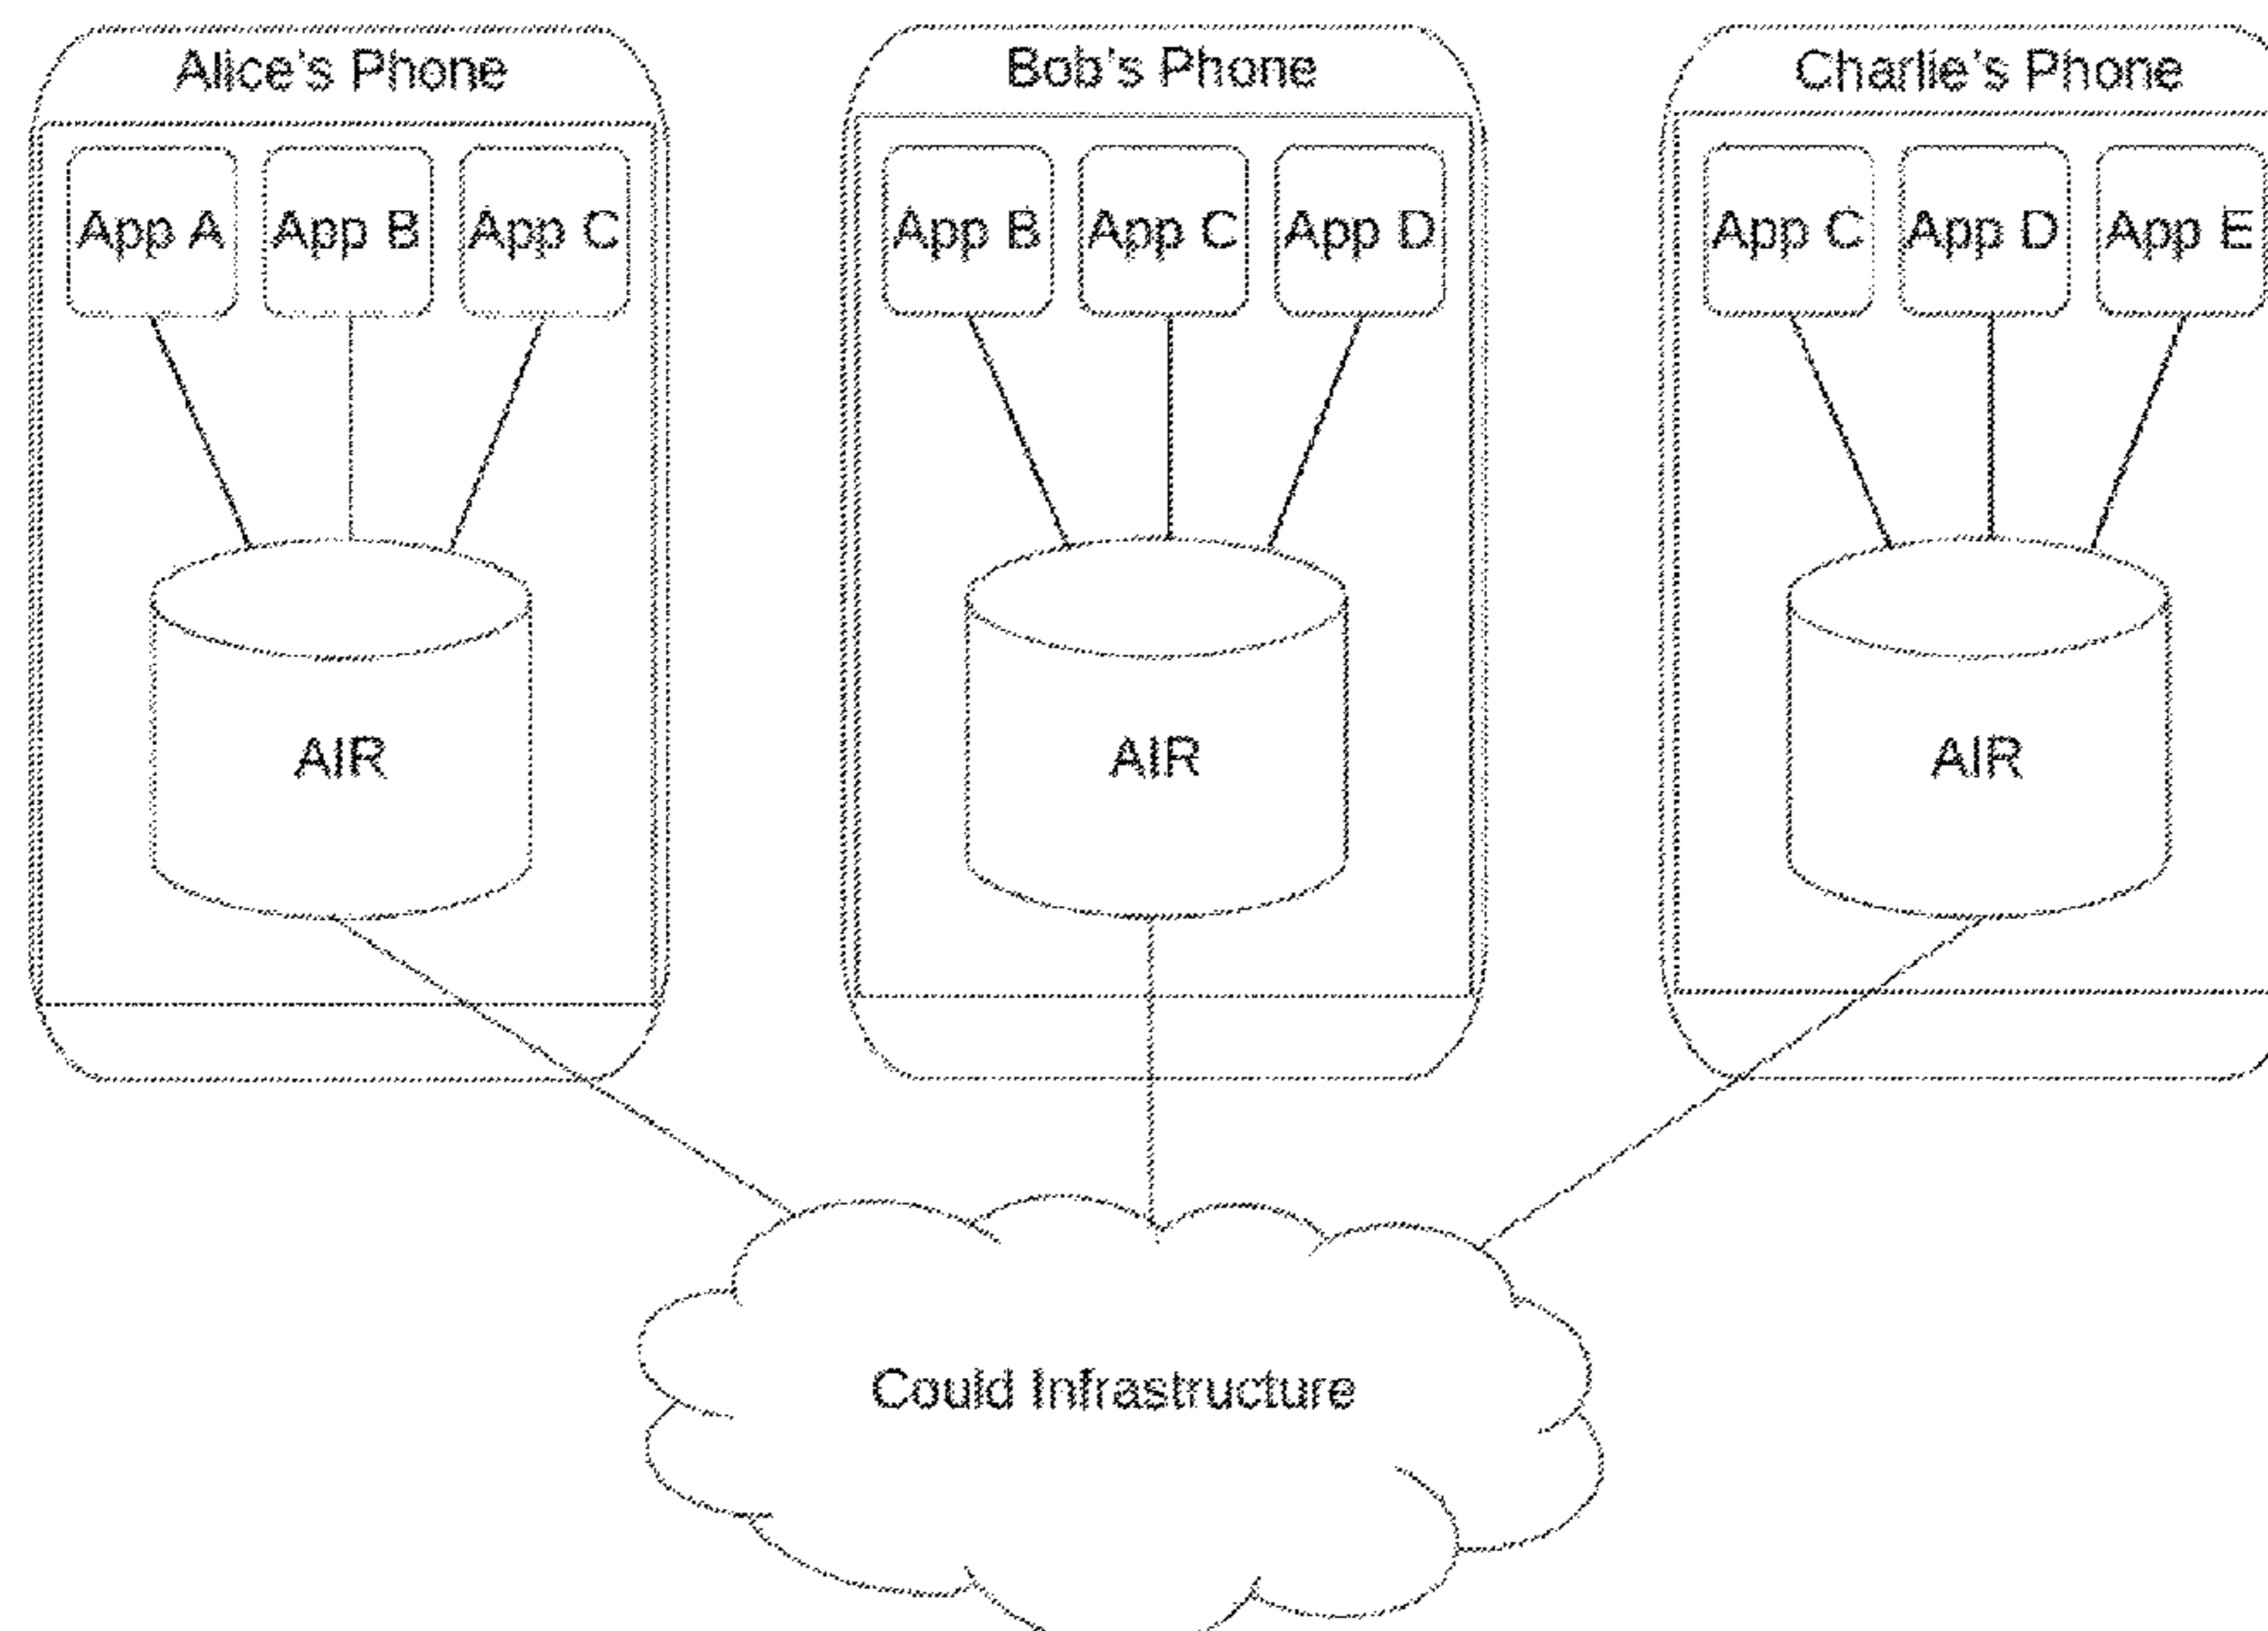 Alice's Phone
Bob's Phone
Charlie's Phone
App A
App B
App C
App B
App C
App D
App C
App D
App E
AIR
AIR
AIR
Could Infrastructure